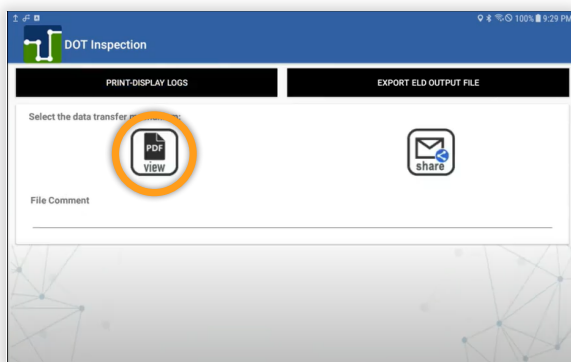 100% 9:29 PM
DOT Inspection
PRINT-DISPLAY LOGS
EXPORT ELD OUTPUT FILE
Select the data transfer
PDF
view
share
File Comment